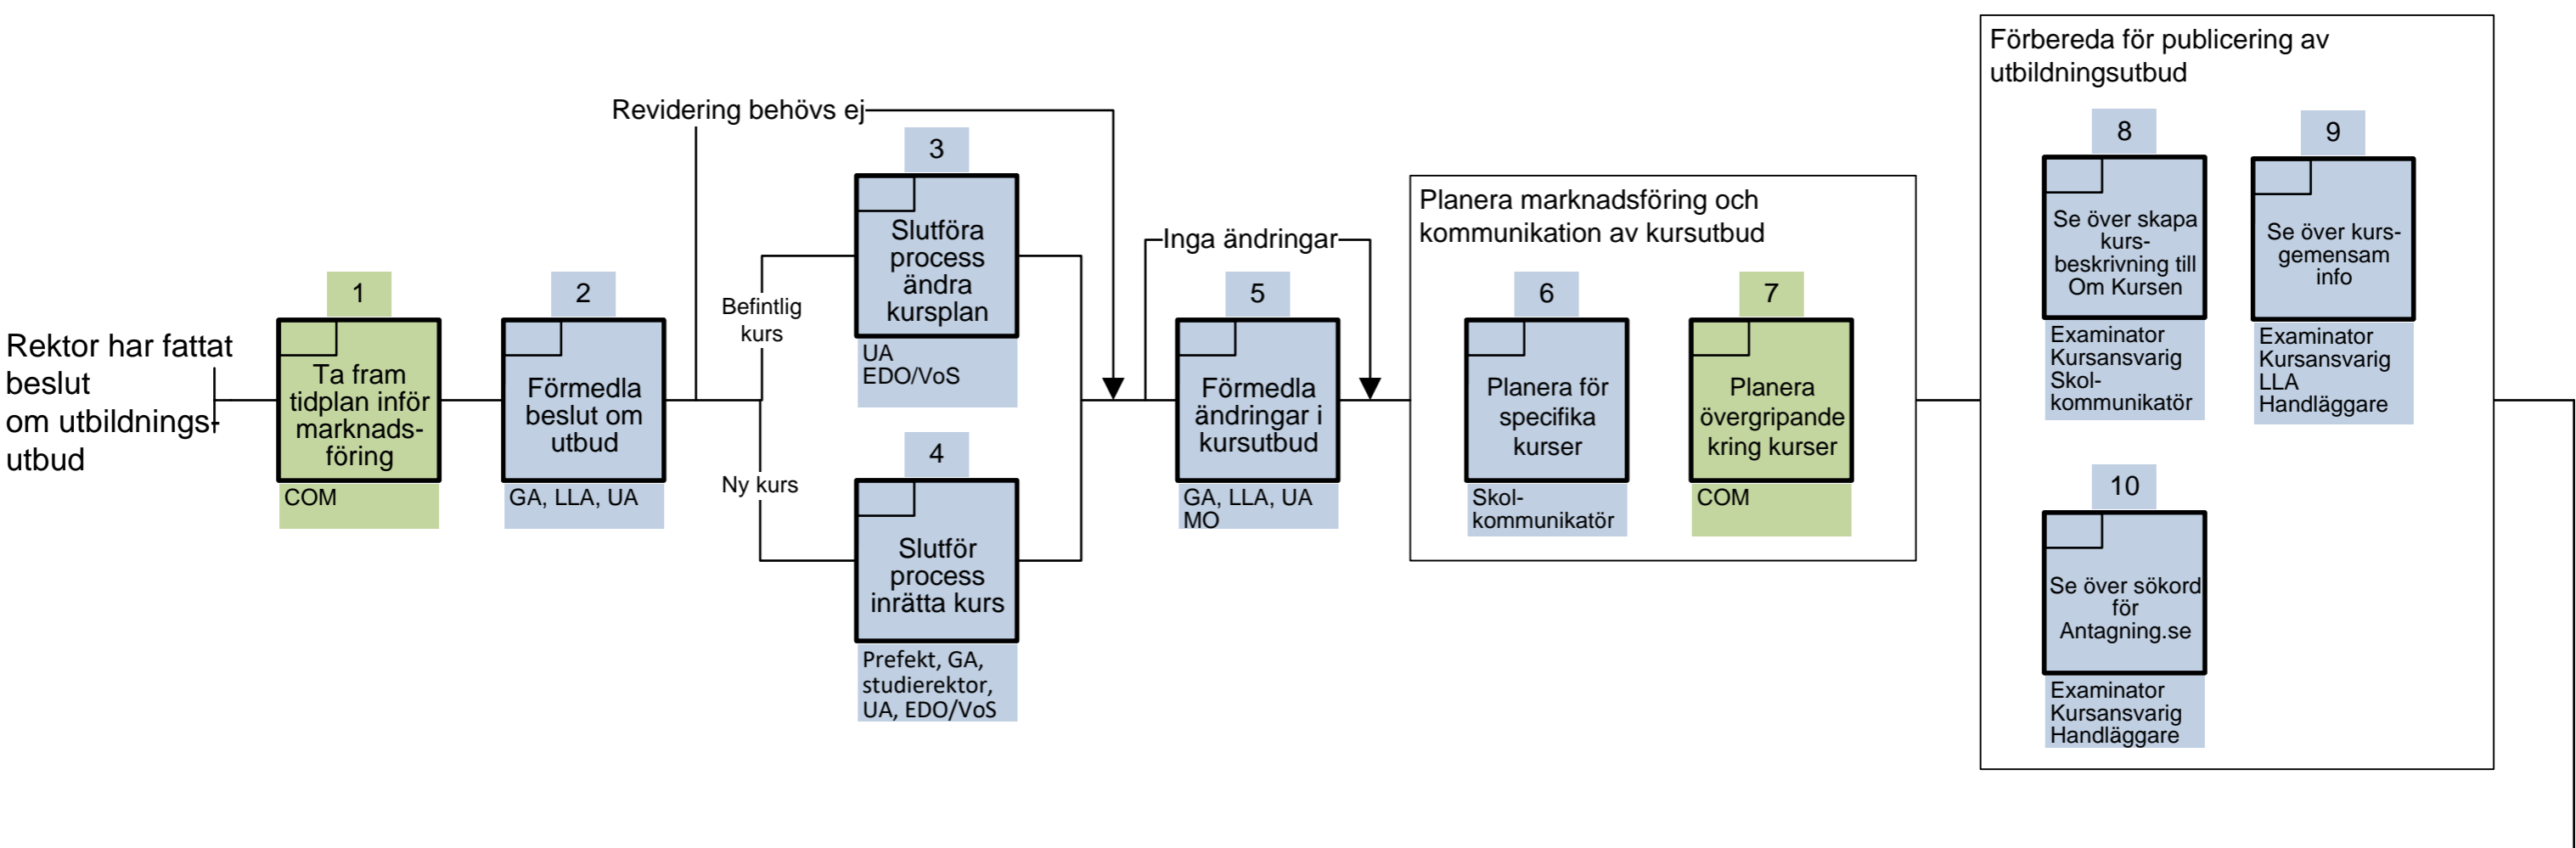 Rektor har fattat
beslut
om utbildnings-
utbud
1
Ta fram
tidplan inför
marknads-
föring
COM
2
Förmedla
beslut om
utbud
GA, LLA, UA
Revidering behövs ej
Befintlig
kurs
Ny kurs
3
Slutföra
process
ändra
kursplan
UA
EDO/VoS
4
Slutför
process
inrätta kurs
Prefekt, GA,
studierektor,
UA, EDO/VoS
Inga ändringar
5
Förmedla
ändringar i
kursutbud
GA, LLA, UA
MO
Planera marknadsföring och
kommunikation av kursutbud
6
Planera för
specifika
kurser
Skol-
kommunikatör
7
Planera
övergripande
kring kurser
COM
Förbereda för publicering av
utbildningsutbud
8
Se över skapa
kurs-
beskrivning till
Om Kursen
Examinator
Kursansvarig
Skol-
kommunikatör
9
Se över kurs-
gemensam
info
Examinator
Kursansvarig
LLA
Handläggare
10
Se över sökord
för
Antagning.se
Examinator
Kursansvarig
Handläggare